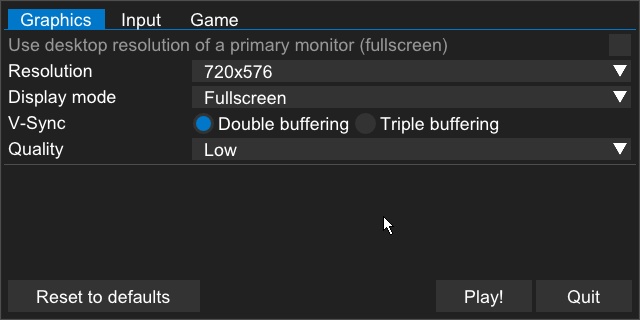 Graphics Input Game
Use desktop resolution of a primary monitor (fullscreen)
Resolution 720x576
Display mode Fullscreen
V-Sync Double buffering Triple buffering
Quality Low
Reset to defaults Play! Quit